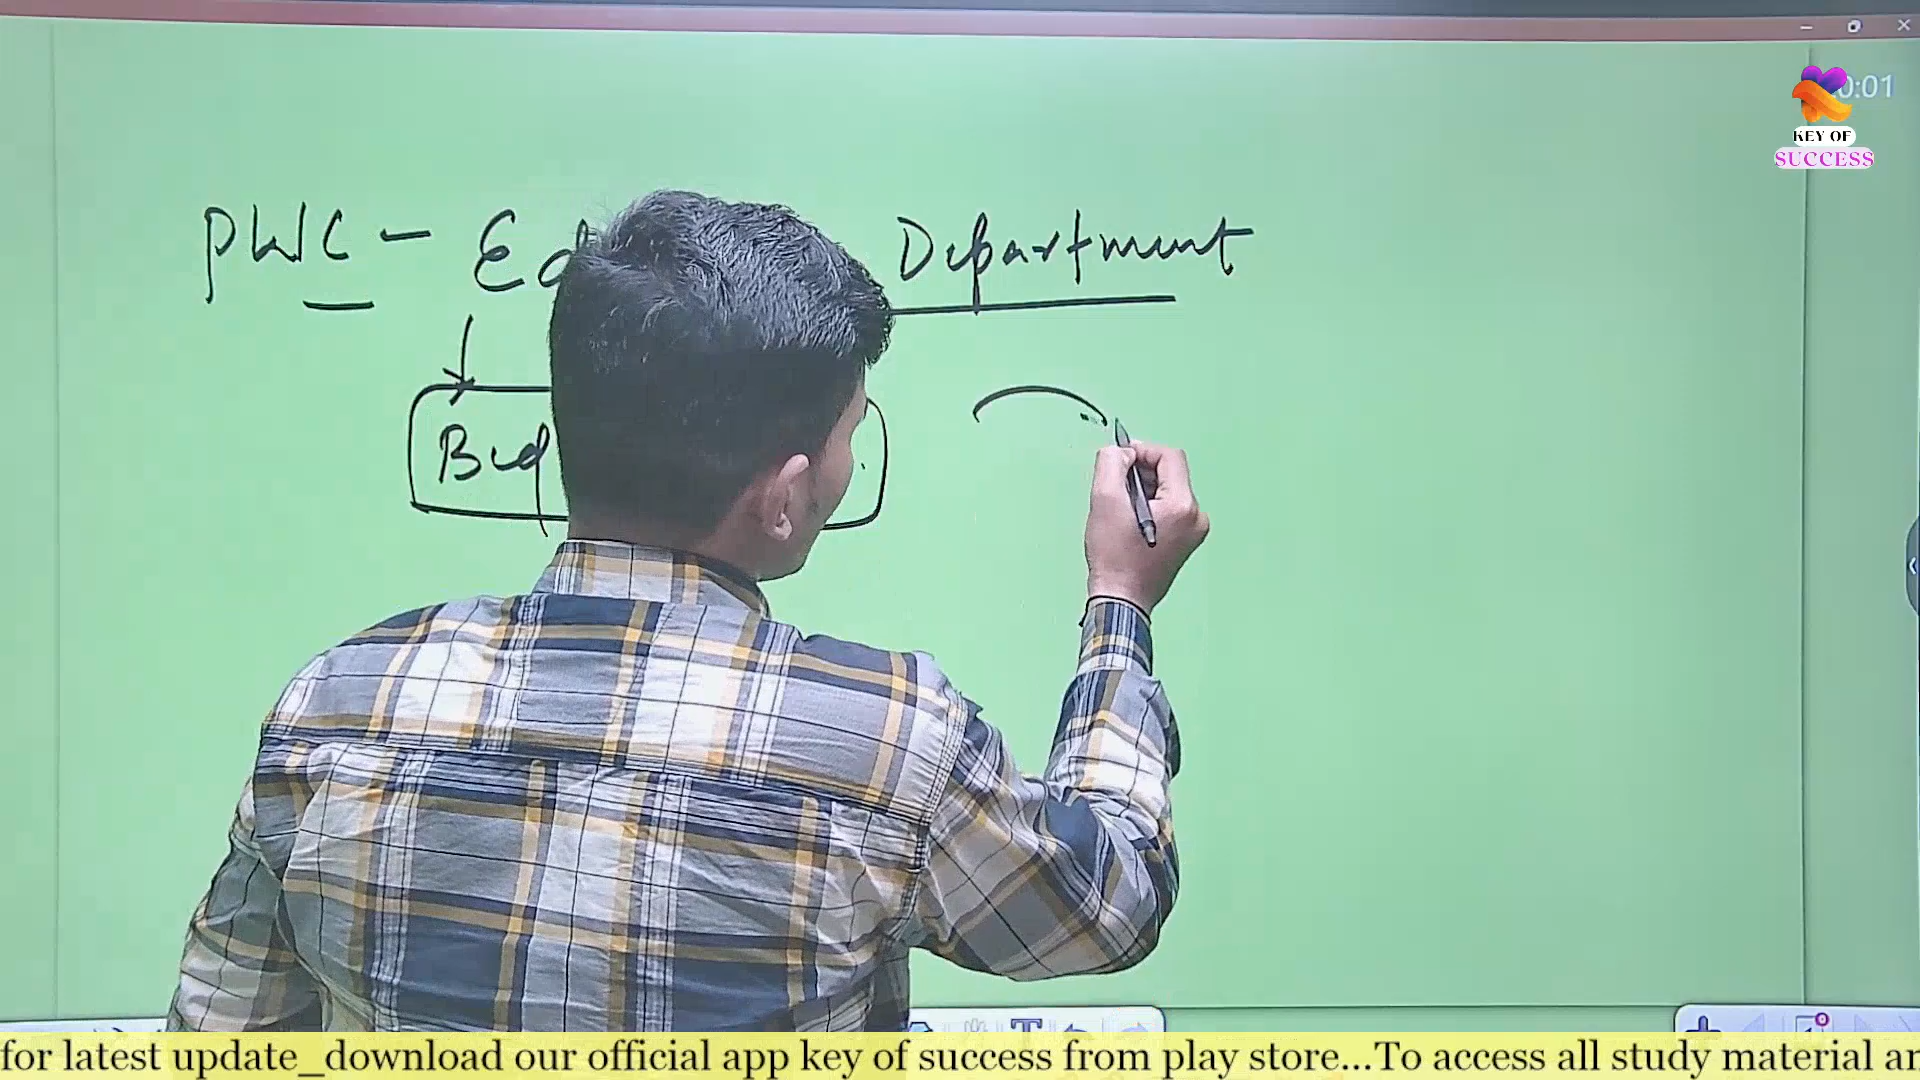 0:01
KEY OF
SUCCESS
PWC - Ed Department
Bud
T
for latest update_download our official app key of success from play store...To access all study material an